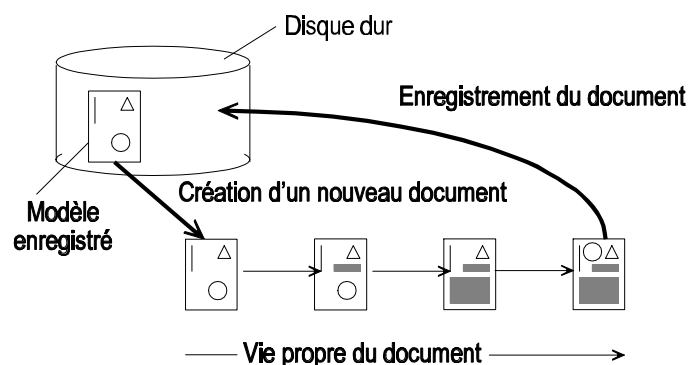 Disque dur
Enregistrement du document
Création d'un nouveau document
Modèle
enregistré
Vie propre du document